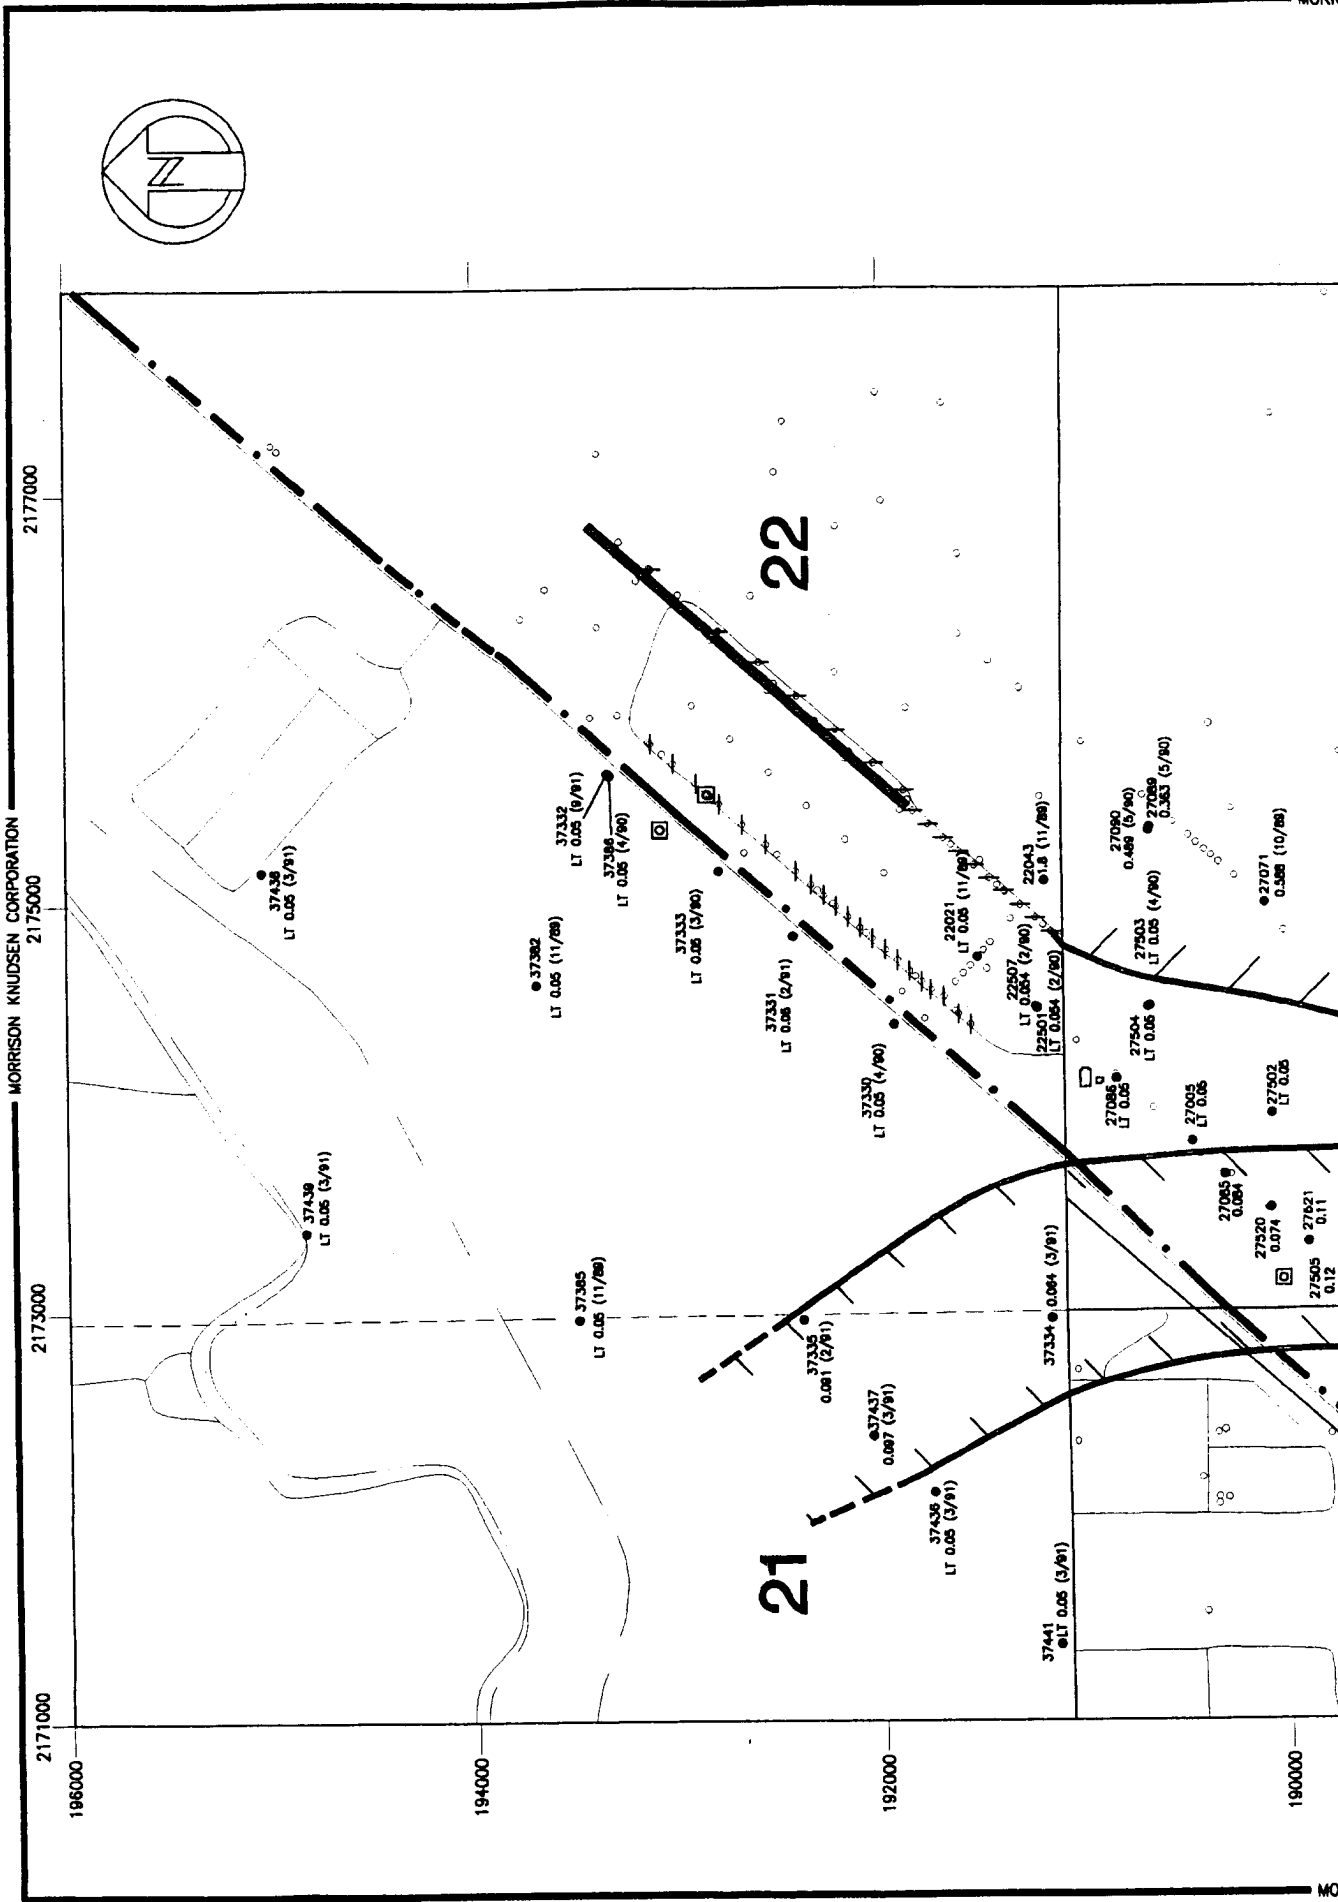 MORRISON KNUDSEN CORPORATION
2171000
2173000
2175000
2177000
196000
194000
192000
190000
N
21
22
37438
LT 0.05 (3/91)
37439
LT 0.05 (3/91)
37382
LT 0.05 (11/89)
37385
LT 0.05 (11/89)
37332
LT 0.05 (9/91)
37386
LT 0.05 (4/90)
37333
LT 0.05 (3/90)
37331
LT 0.05 (2/91)
37330
LT 0.05 (4/90)
37335
0.091 (2/91)
37437
0.097 (3/91)
37436
LT 0.05 (3/91)
37441
LT 0.05 (3/91)
37334
0.084 (3/91)
22021
LT 0.05 (11/89)
22043
1.8 (11/89)
22507
LT 0.054 (2/90)
22501
LT 0.054 (2/90)
27090
0.489 (5/90)
27089
0.363 (5/90)
27503
LT 0.05 (4/90)
27504
LT 0.05
27071
0.588 (10/89)
27086
LT 0.05
27005
LT 0.05
27502
LT 0.05
27085
0.084
27520
0.074
27621
0.11
27505
0.12